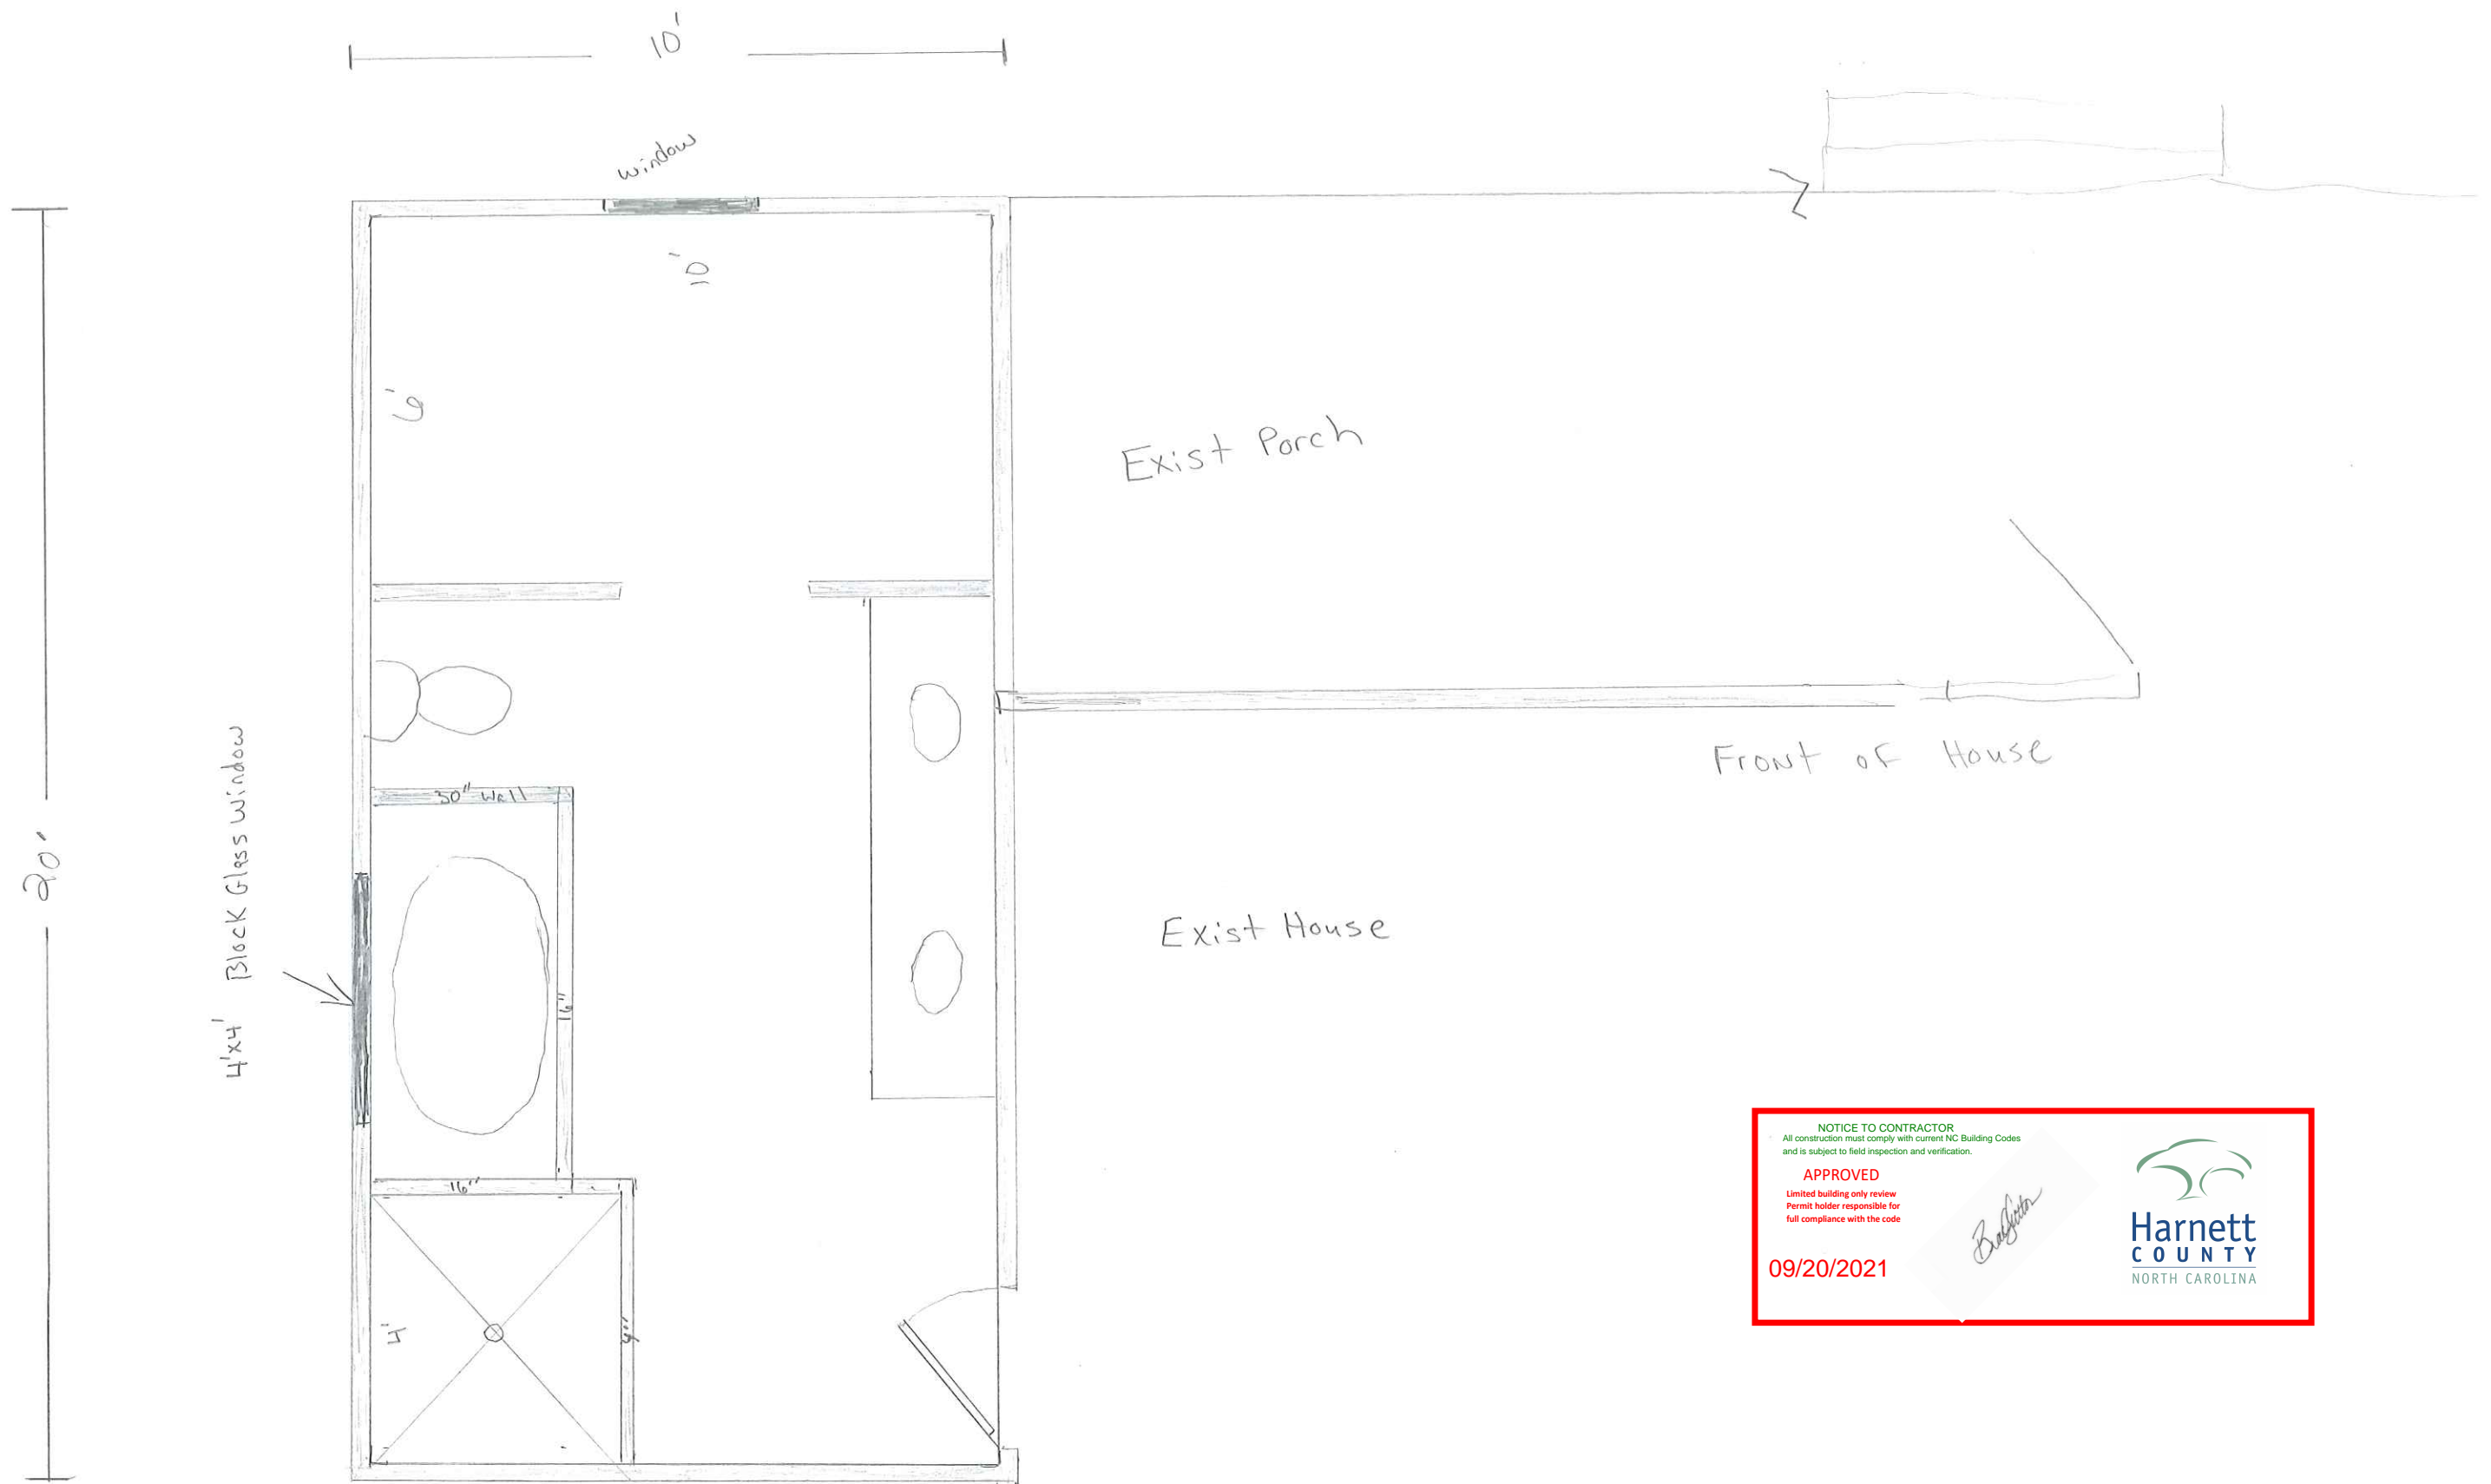 10'
window
10'
6'
Exist Porch
Front of House
30" Wall
20'
4'x4' Block Glass Window
Exist House
16"
16"
4'
NOTICE TO CONTRACTOR
All construction must comply with current NC Building Codes
and is subject to field inspection and verification.
APPROVED
Limited building only review
Permit holder responsible for
full compliance with the code
09/20/2021
Harnett
COUNTY
NORTH CAROLINA